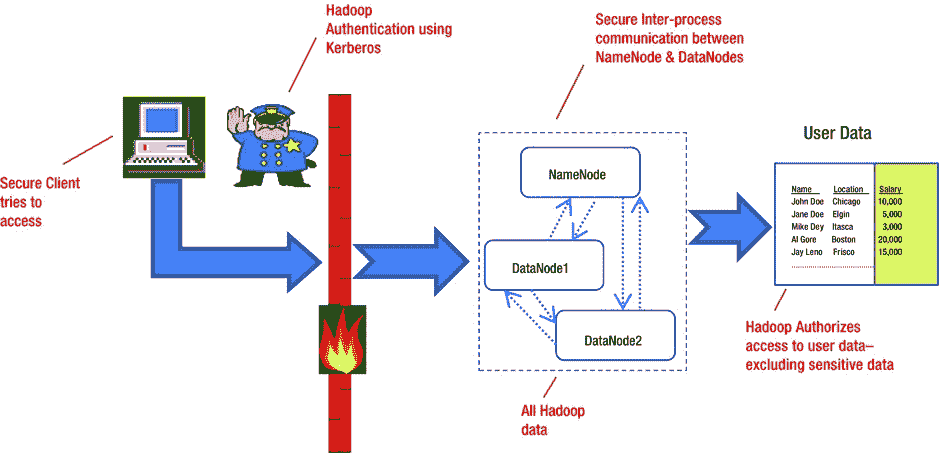 Hadoop
Authentication using
Kerberos
Secure Inter-process
communication between
NameNode & DataNodes
Secure Client
tries to
access
NameNode
DataNode1
DataNode2
All Hadoop
data
User Data
Name Location Salary
John Doe Chicago 10,000
Jane Doe Elgin 5,000
Mike Dey Itasca 3,000
Al Gore Boston 20,000
Jay Leno Frisco 15,000
Hadoop Authorizes
access to user data–
excluding sensitive data